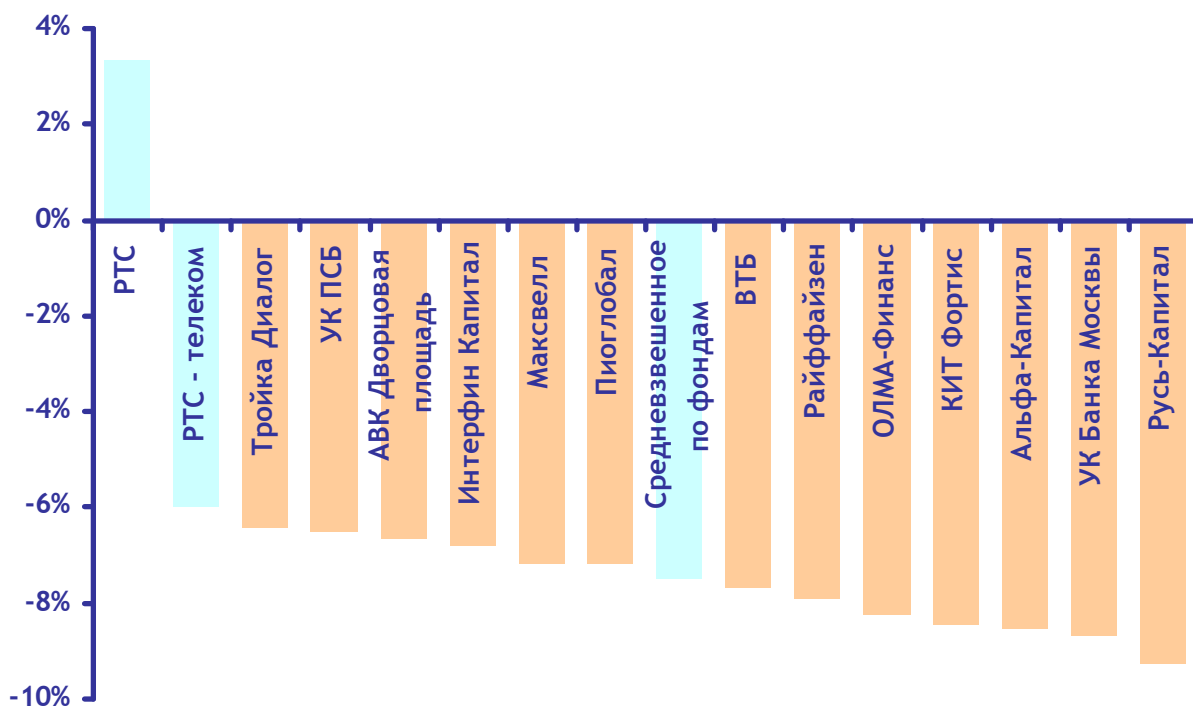 4%
2%
0%
-2%
-4%
-6%
-8%
-10%
РТС
РТС - телеком
Тройка Диалог
УК ПСБ
АВК Дворцовая
площадь
Интерфин Капитал
Максвелл
Пиоглобал
Средневзвешенное
по фондам
ВТБ
Райффайзен
ОЛМА-Финанс
КИТ Фортис
Альфа-Капитал
УК Банка Москвы
Русь-Капитал